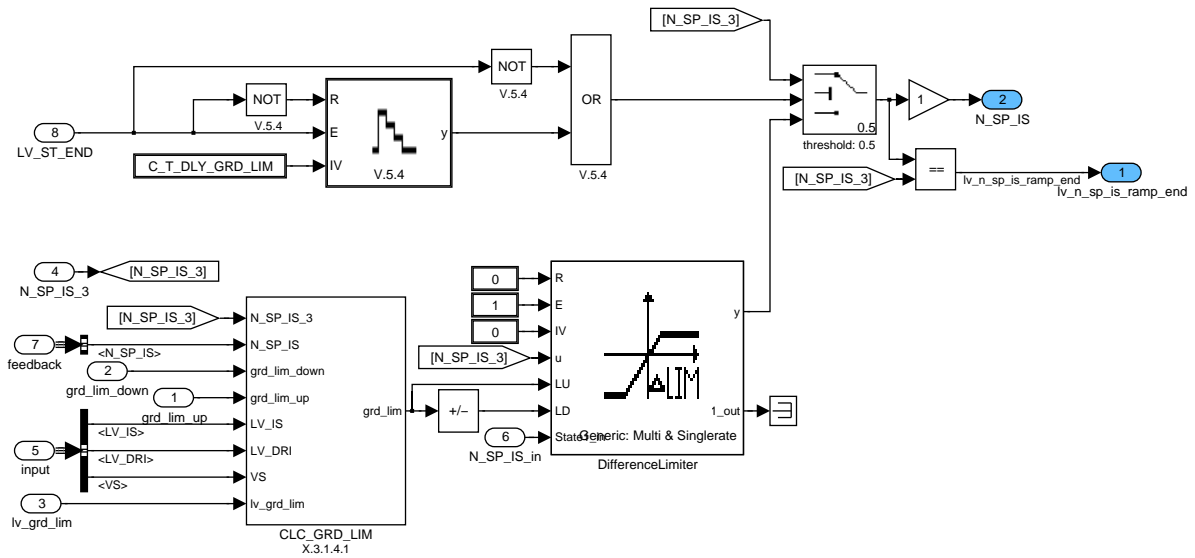 [N_SP_IS_3]
NOT
V.5.4
OR
V.5.4
NOT
V.5.4
R
E
IV
y
V.5.4
8
LV_ST_END
C_T_DLY_GRD_LIM
0.5
threshold: 0.5
1
2
N_SP_IS
[N_SP_IS_3]
==
lv_n_sp_is_ramp_end
1
lv_n_sp_is_ramp_end
4
N_SP_IS_3
[N_SP_IS_3]
[N_SP_IS_3]
7
feedback
<N_SP_IS>
2
grd_lim_down
1
grd_lim_up
5
input
<LV_IS>
<LV_DRI>
<VS>
3
lv_grd_lim
N_SP_IS_3
N_SP_IS
grd_lim_down
grd_lim_up
LV_IS
LV_DRI
VS
lv_grd_lim
grd_lim
CLC_GRD_LIM
X.3.1.4.1
+/–
0
1
0
[N_SP_IS_3]
6
N_SP_IS_in
R
E
IV
u
LU
LD
State1_in
LIM
Generic: Multi & Singlerate
y
1_out
DifferenceLimiter